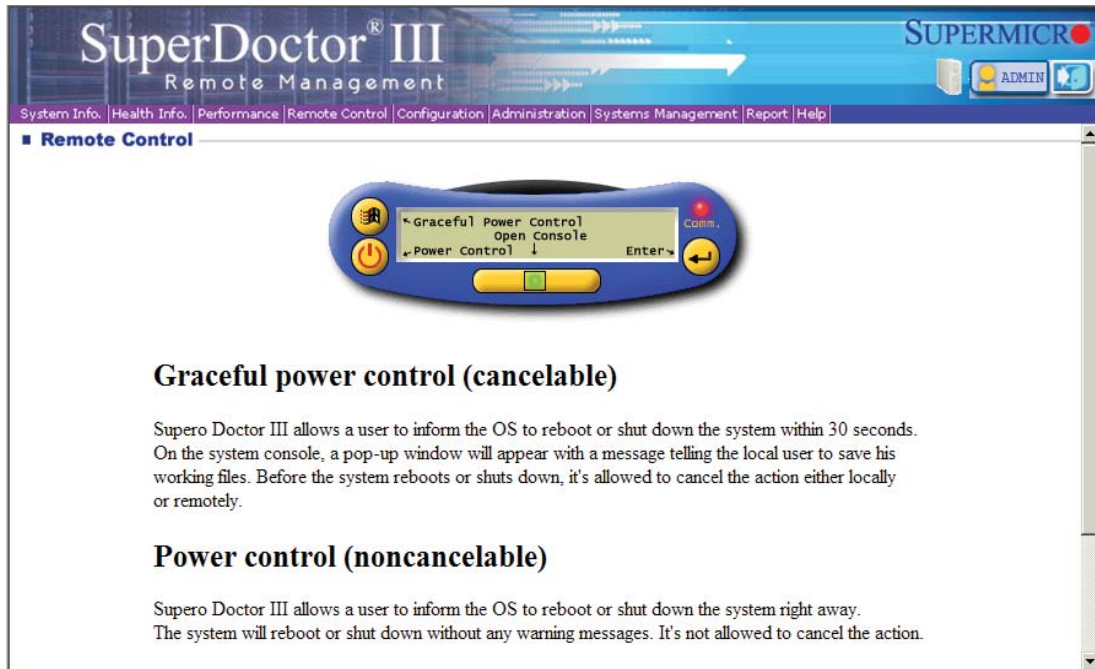 SuperDoctor® III
Remote Management
SUPERMICR
ADMIN
System Info. Health Info. Performance Remote Control Configuration Administration Systems Management Report Help
Remote Control
Graceful Power Control
Open Console
Power Control ↓ Enter
Comm.
Graceful power control (cancelable)
Supero Doctor III allows a user to inform the OS to reboot or shut down the system within 30 seconds.
On the system console, a pop-up window will appear with a message telling the local user to save his
working files. Before the system reboots or shuts down, it's allowed to cancel the action either locally
or remotely.
Power control (noncancelable)
Supero Doctor III allows a user to inform the OS to reboot or shut down the system right away.
The system will reboot or shut down without any warning messages. It's not allowed to cancel the action.